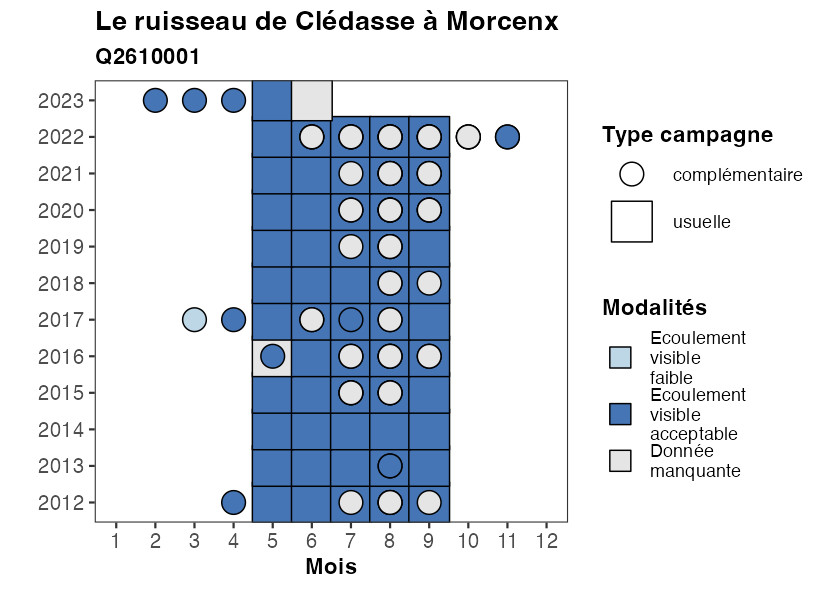 Le ruisseau de Clédasse à Morcenx
Q2610001
2023
2022
2021
2020
2019
2018
2017
2016
2015
2014
2013
2012
1 2 3 4 5 6 7 8 9 10 11 12
Mois
Type campagne
complémentaire
usuelle
Modalités
Ecoulement
visible
faible
Ecoulement
visible
acceptable
Donnée
manquante